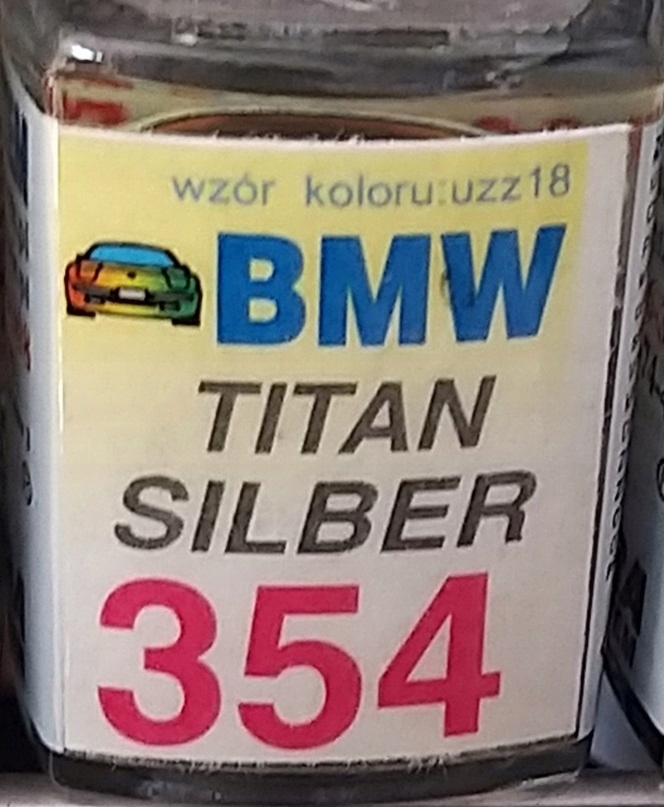 wzór koloru:uzz18
BMW
TITAN
SILBER
354